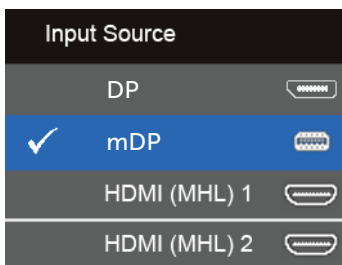 Input Source
DP
mDP
HDMI (MHL) 1
HDMI (MHL) 2